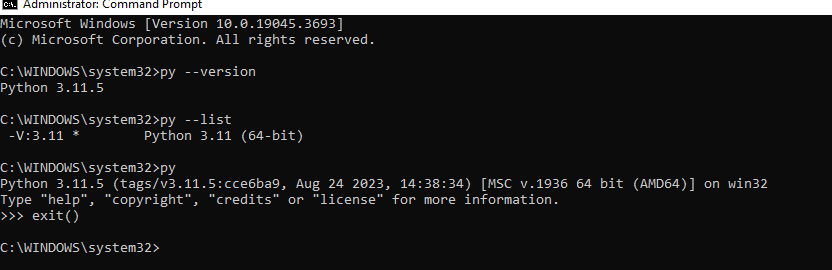 Administrator: Command Prompt
Microsoft Windows [Version 10.0.19045.3693]
(c) Microsoft Corporation. All rights reserved.
C:\WINDOWS\system32>py --version
Python 3.11.5
C:\WINDOWS\system32>py --list
 -V:3.11 *        Python 3.11 (64-bit)
C:\WINDOWS\system32>py
Python 3.11.5 (tags/v3.11.5:cce6ba9, Aug 24 2023, 14:38:34) [MSC v.1936 64 bit (AMD64)] on win32
Type "help", "copyright", "credits" or "license" for more information.
>>> exit()
C:\WINDOWS\system32>